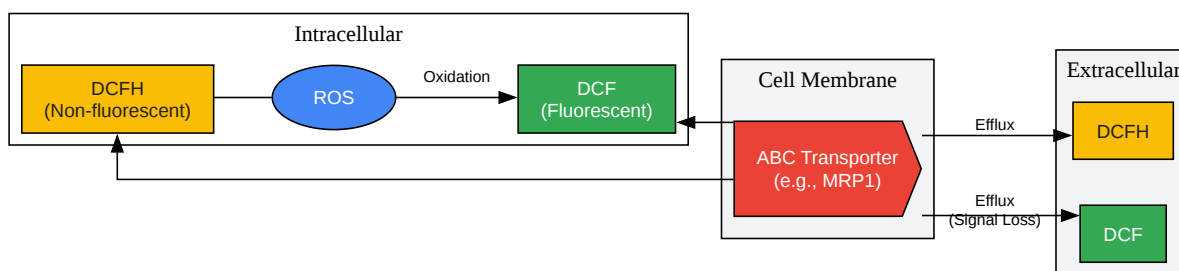 Intracellular
DCFH
(Non-fluorescent)
ROS
Oxidation
DCF
(Fluorescent)
Cell Membrane
ABC Transporter
(e.g., MRP1)
Efflux
Efflux
(Signal Loss)
Extracellular
DCFH
DCF